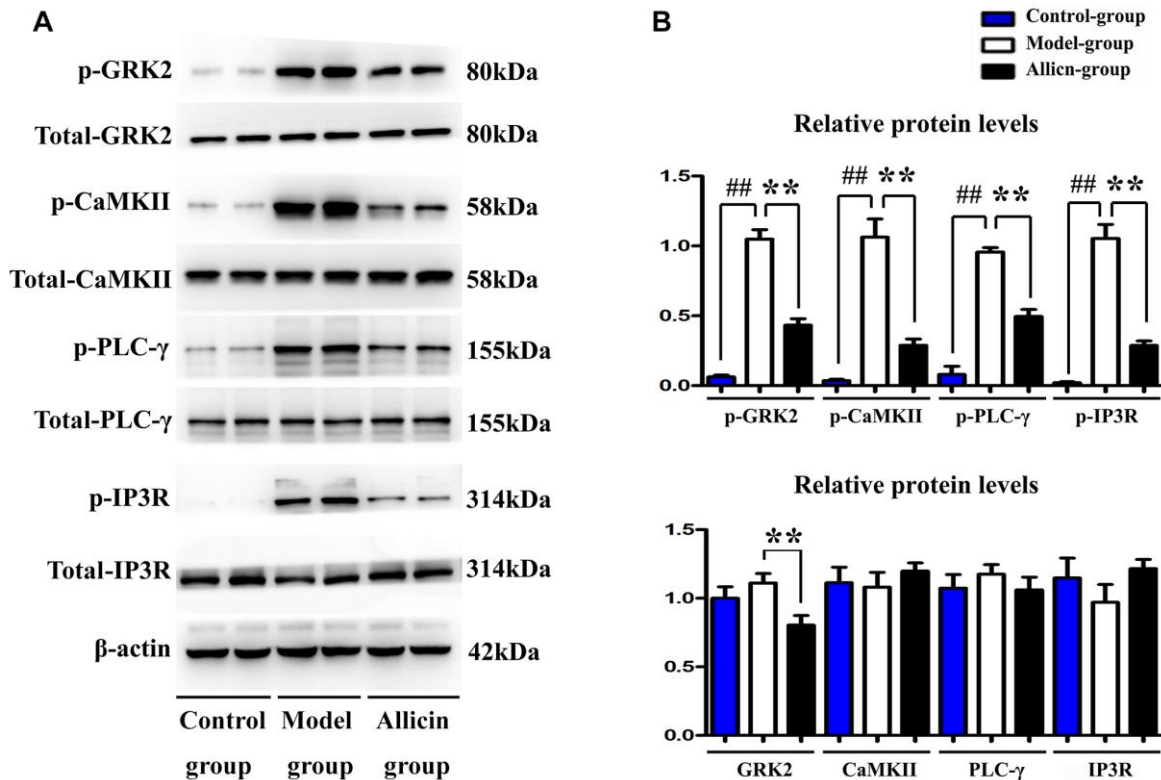 A
p-GRK2 80kDa
Total-GRK2 80kDa
p-CaMKII 58kDa
Total-CaMKII 58kDa
p-PLC-γ 155kDa
Total-PLC-γ 155kDa
p-IP3R 314kDa
Total-IP3R 314kDa
β-actin 42kDa
Control Model Allicin
group group group
B
Control-group
Model-group
Allicn-group
Relative protein levels
## ** ## ** ## ** ## **
1.5
1.0
0.5
0.0
p-GRK2 p-CaMKII p-PLC-γ p-IP3R
Relative protein levels
**
1.5
1.0
0.5
0.0
GRK2 CaMKII PLC-γ IP3R